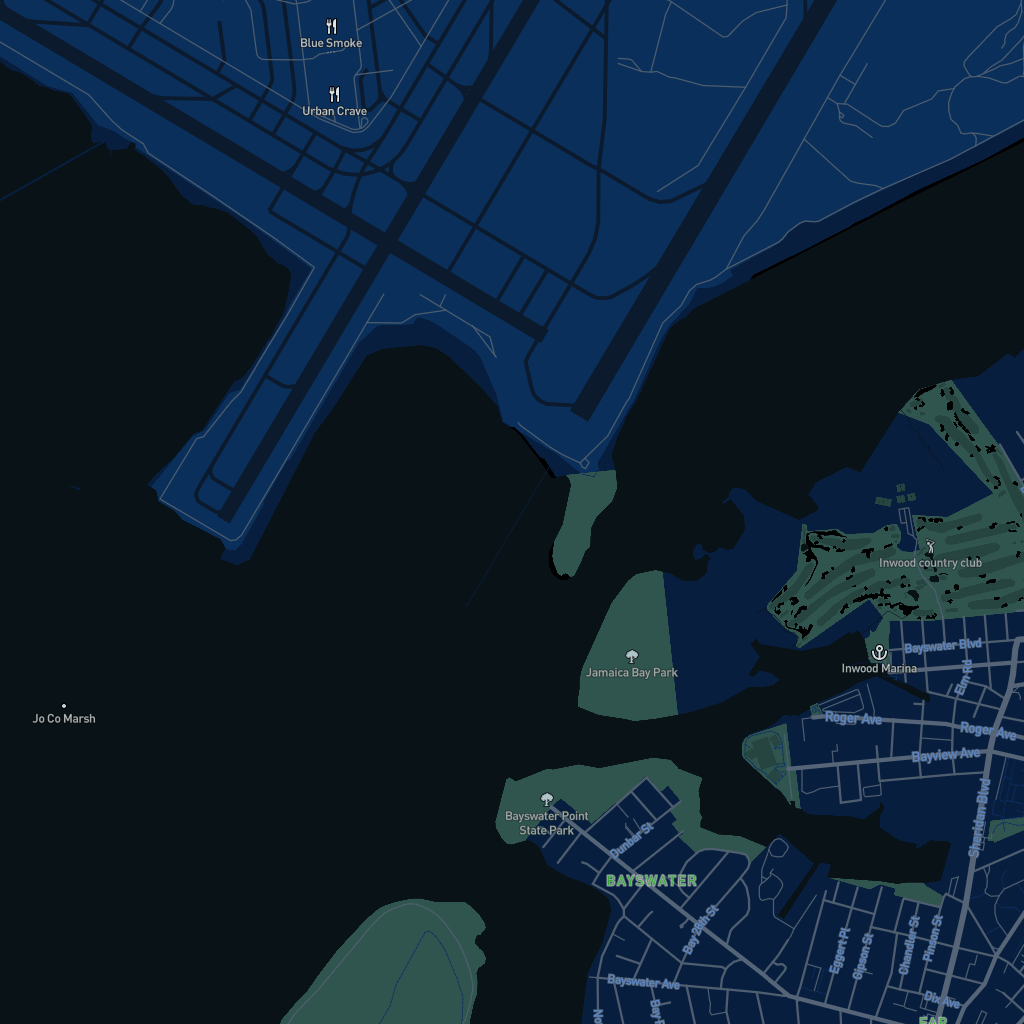 Blue Smoke
Urban Crave
Inwood country club
Bayswater Blvd
Inwood Marina
Elm Rd
Jamaica Bay Park
Jo Co Marsh
Roger Ave
Roger Ave
Bayview Ave
Sheridan Blvd
Bayswater Point
State Park
Dunbar St
BAYSWATER
Bay 28th St
Eggert Pl
Gipson St
Chandler St
Pinson St
Bayswater Ave
Dix Ave
FAR